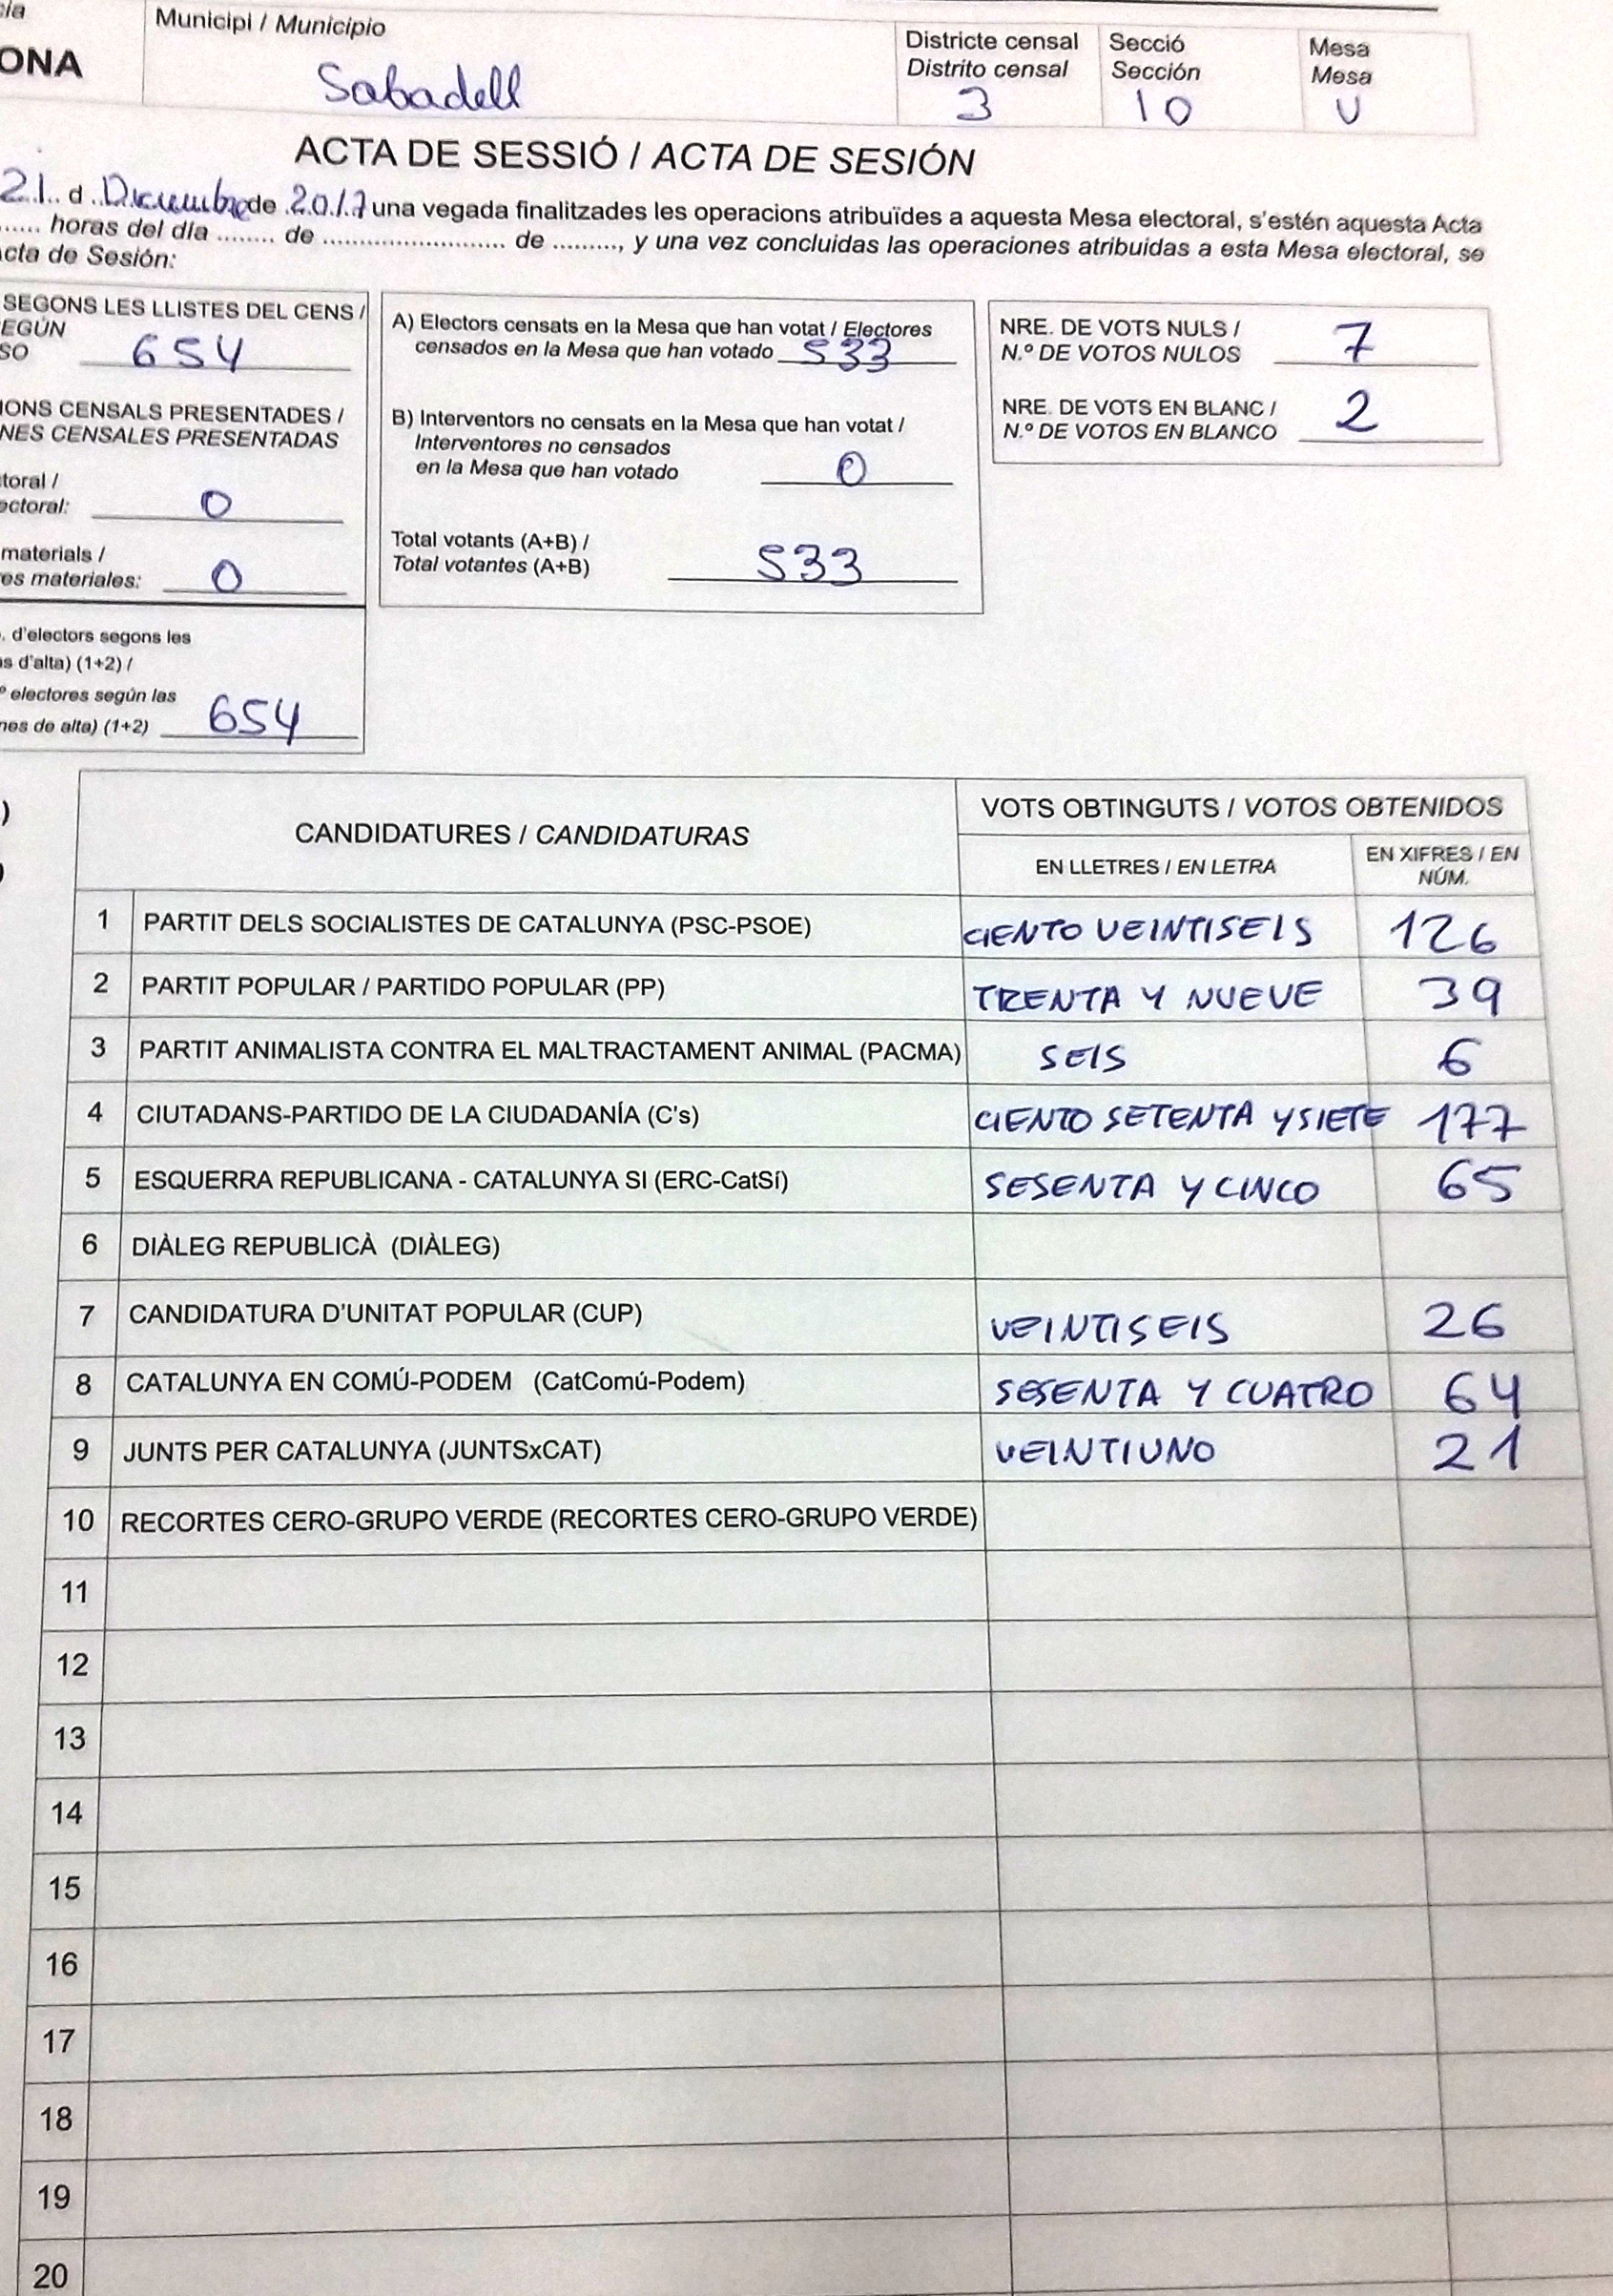 cia
ONA
Municipi / Municipio
Sabadell
Districte censal
Distrito censal
3
Secció
Sección
10
Mesa
Mesa
U
ACTA DE SESSIÓ / ACTA DE SESIÓN
21 d Diciembre de 2017 una vegada finalitzades les operacions atribuïdes a aquesta Mesa electoral, s'estén aquesta Acta
...... horas del día ........ de ......................... de ........., y una vez concluidas las operaciones atribuidas a esta Mesa electoral, se
cta de Sesión:
SEGONS LES LLISTES DEL CENS /
EGÚN
SO 654
IONS CENSALS PRESENTADES /
NES CENSALES PRESENTADAS
toral /
ectoral: 0
materials /
es materiales: 0
. d'electors segons les
s d'alta) (1+2) /
º electores según las
nes de alta) (1+2) 654
A) Electors censats en la Mesa que han votat / Electores
censados en la Mesa que han votado 533
B) Interventors no censats en la Mesa que han votat /
Interventores no censados
en la Mesa que han votado 0
Total votants (A+B) /
Total votantes (A+B) 533
NRE. DE VOTS NULS /
N.º DE VOTOS NULOS 7
NRE. DE VOTS EN BLANC /
N.º DE VOTOS EN BLANCO 2
)
)
CANDIDATURES / CANDIDATURAS
VOTS OBTINGUTS / VOTOS OBTENIDOS
EN LLETRES / EN LETRA
EN XIFRES / EN
NÚM.
1 PARTIT DELS SOCIALISTES DE CATALUNYA (PSC-PSOE) CIENTO VEINTISEIS 126
2 PARTIT POPULAR / PARTIDO POPULAR (PP) TRENTA Y NUEVE 39
3 PARTIT ANIMALISTA CONTRA EL MALTRACTAMENT ANIMAL (PACMA) SEIS 6
4 CIUTADANS-PARTIDO DE LA CIUDADANÍA (C's) CIENTO SETENTA Y SIETE 177
5 ESQUERRA REPUBLICANA - CATALUNYA SI (ERC-CatSí) SESENTA Y CINCO 65
6 DIÀLEG REPUBLICÀ (DIÀLEG)
7 CANDIDATURA D'UNITAT POPULAR (CUP) VEINTISEIS 26
8 CATALUNYA EN COMÚ-PODEM (CatComú-Podem) SESENTA Y CUATRO 64
9 JUNTS PER CATALUNYA (JUNTSxCAT) VEINTIUNO 21
10 RECORTES CERO-GRUPO VERDE (RECORTES CERO-GRUPO VERDE)
11
12
13
14
15
16
17
18
19
20